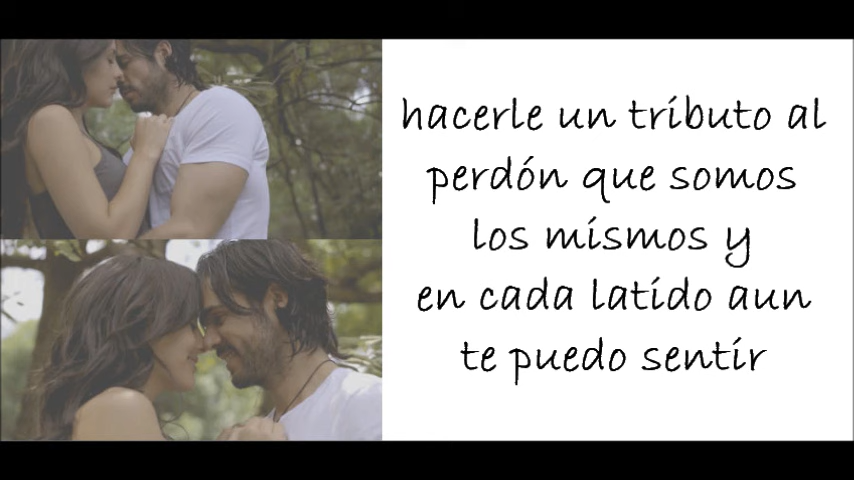 hacerle un tributo al
perdón que somos
los mismos y
en cada latido aun
te puedo sentir